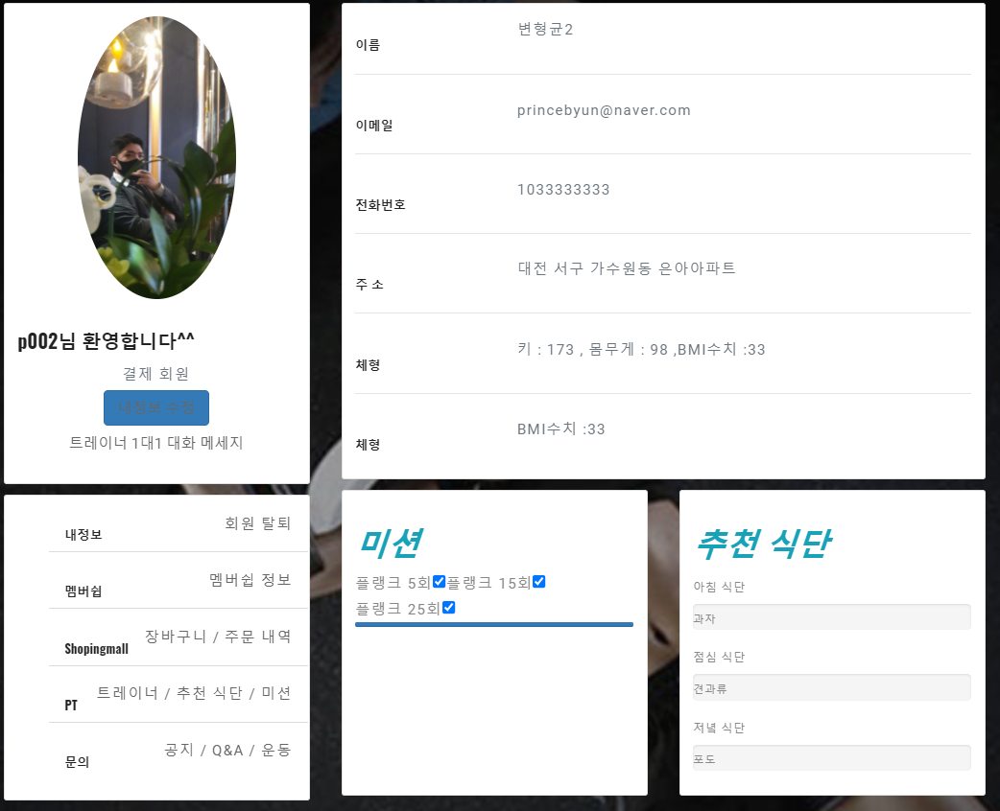 p002님 환영합니다^^
결제 회원
내정보 수정
트레이너 1대1 대화 메세지
내정보 회원 탈퇴
멤버쉽 멤버쉽 정보
Shopingmall 장바구니 / 주문 내역
PT 트레이너 / 추천 식단 / 미션
문의 공지 / Q&A / 운동
이름 변형균2
이메일 princebyun@naver.com
전화번호 1033333333
주 소 대전 서구 가수원동 은아아파트
체형 키 : 173 , 몸무게 : 98 ,BMI수치 :33
체형 BMI수치 :33
미션
플랭크 5회 플랭크 15회
플랭크 25회
추천 식단
아침 식단
과자
점심 식단
견과류
저녁 식단
포도